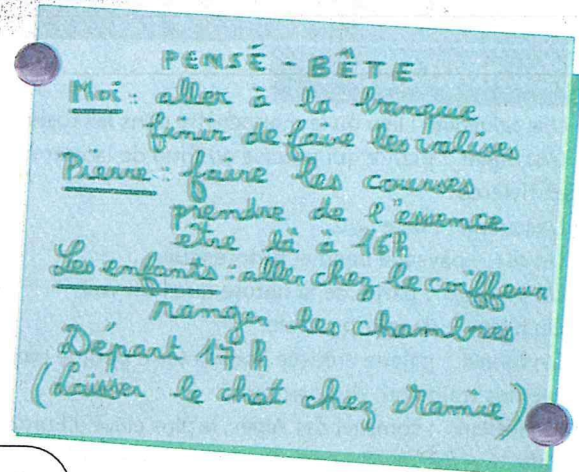 PENSÉ-BÊTE
Moi : aller à la banque
finir de faire les valises
Pierre : faire les courses
prendre de l'essence
être là à 16h
Les enfants : aller chez le coiffeur
ranger les chambres
Départ 17 h
(Laisser le chat chez Mamie)